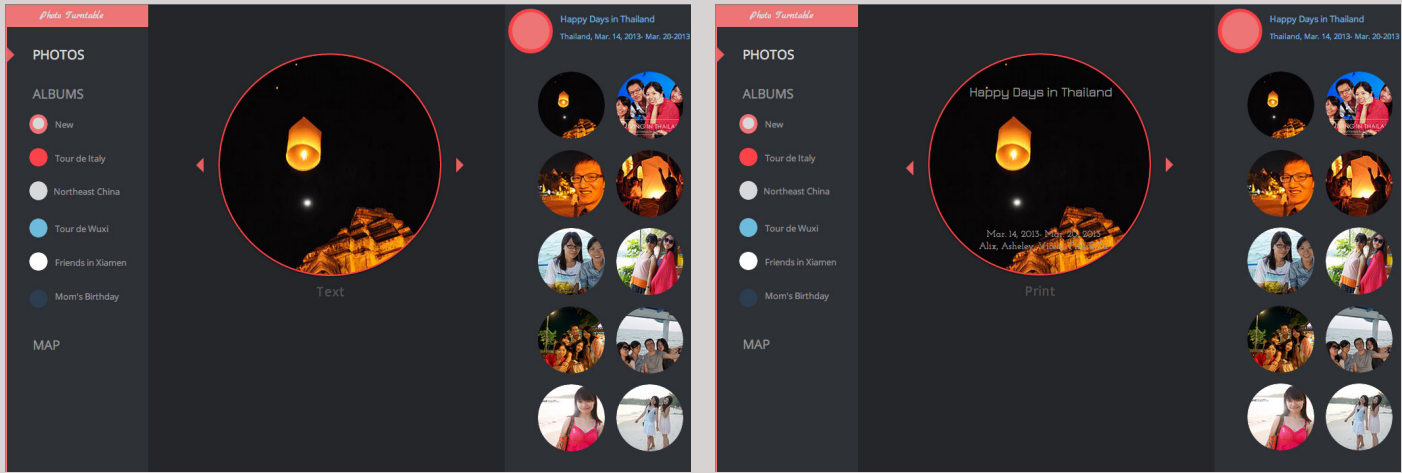 Photo Turntable
PHOTOS
ALBUMS
New
Tour de Italy
Northeast China
Tour de Wuxi
Friends in Xiamen
Mom's Birthday
MAP
Text
Happy Days in Thailand
Thailand, Mar. 14, 2013- Mar. 20-2013
Photo Turntable
PHOTOS
ALBUMS
New
Tour de Italy
Northeast China
Tour de Wuxi
Friends in Xiamen
Mom's Birthday
MAP
Happy Days in Thailand
Mar. 14, 2013- Mar. 20, 2013
Alix, Asheley,
Print
Happy Days in Thailand
Thailand, Mar. 14, 2013- Mar. 20-2013